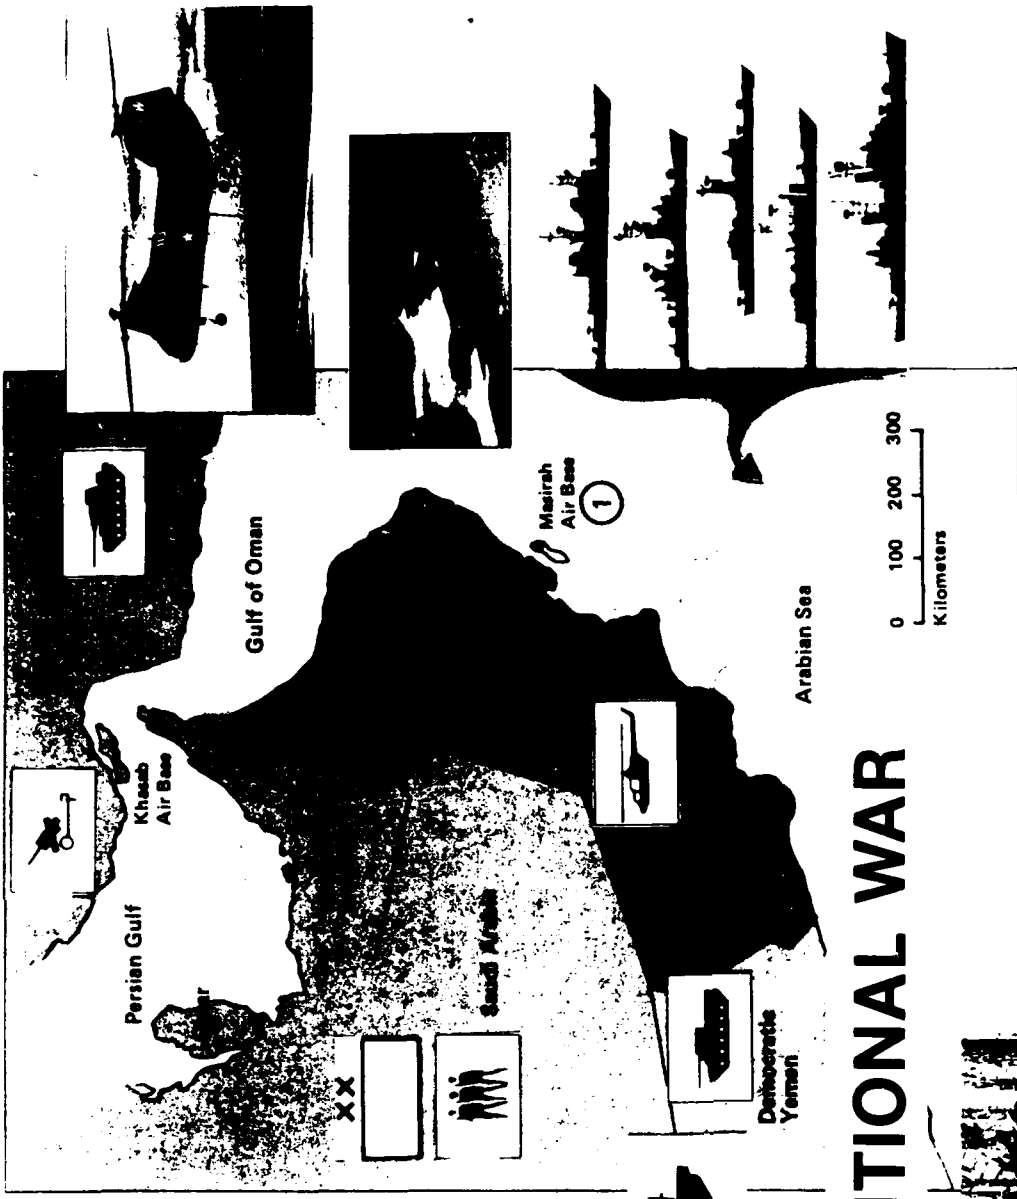 Persian Gulf
Khasab
Air Base
Gulf of Oman
Saudi Arabia
Masirah
Air Base
1
XX
Democratic
Yemen
Arabian Sea
0 100 200 300
Kilometers
TIONAL WAR